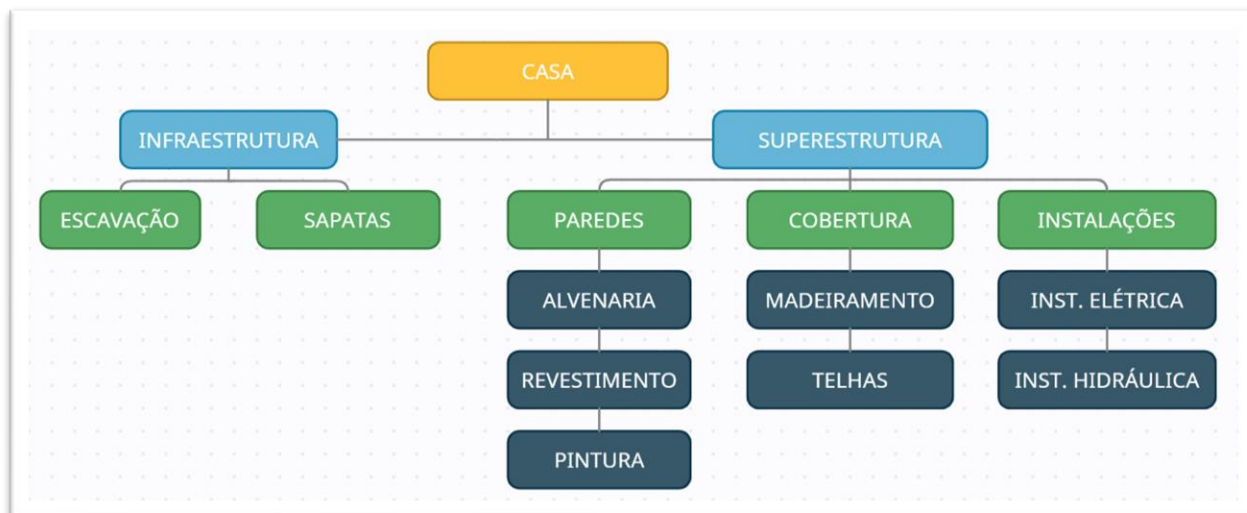 CASA
INFRAESTRUTURA
SUPERESTRUTURA
ESCAVAÇÃO
SAPATAS
PAREDES
COBERTURA
INSTALAÇÕES
ALVENARIA
MADEIRAMENTO
INST. ELÉTRICA
REVESTIMENTO
TELHAS
INST. HIDRÁULICA
PINTURA